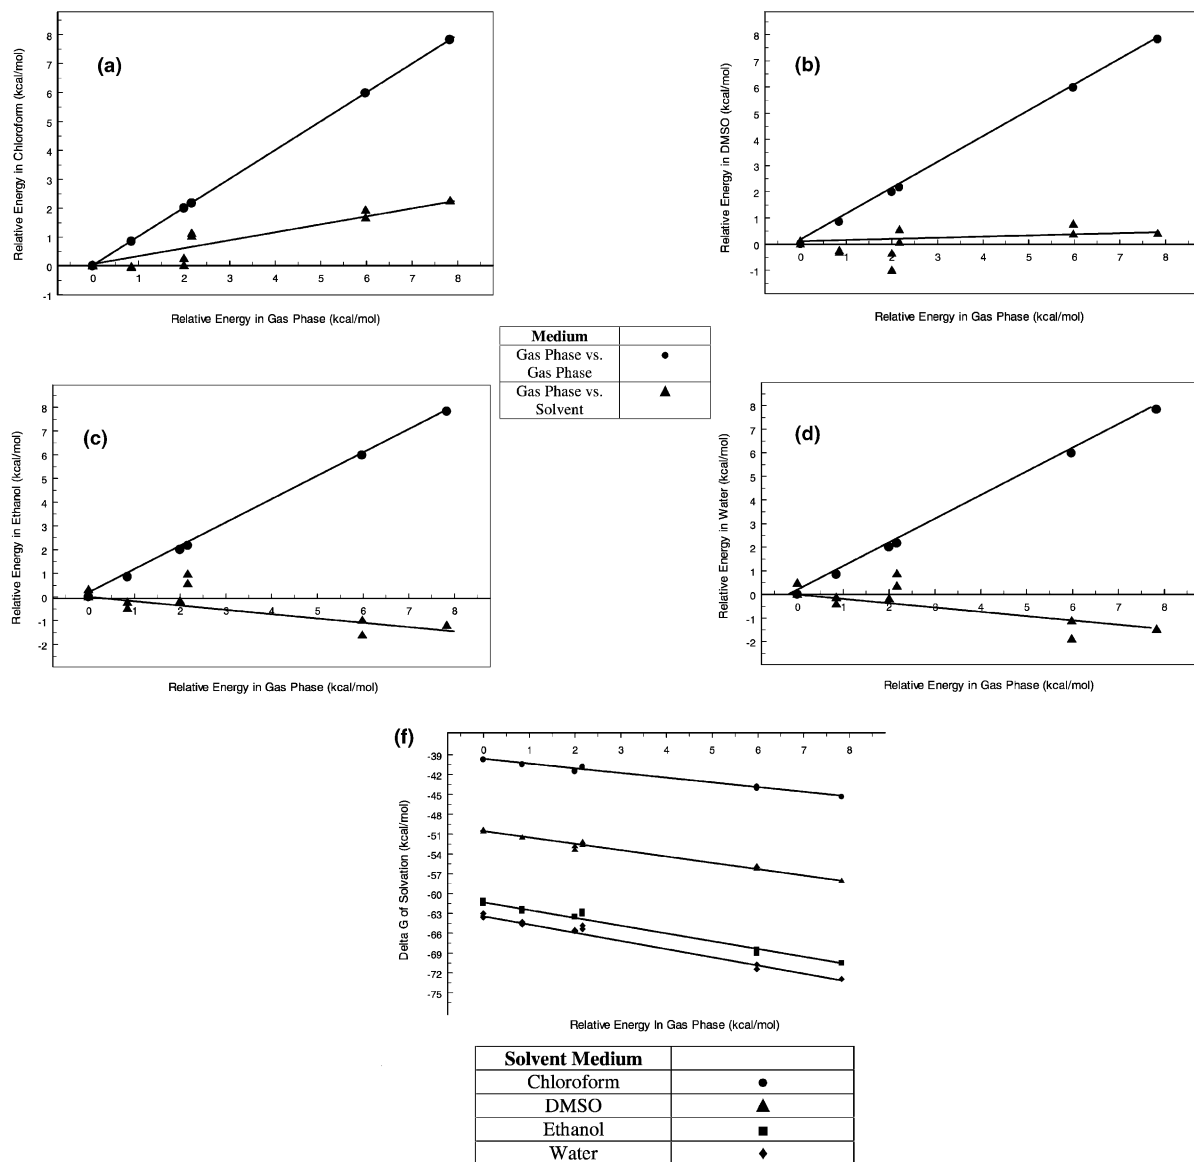 (a)
Relative Energy in Chloroform (kcal/mol)
8
7
6
5
4
3
2
1
0
-1
0 1 2 3 4 5 6 7 8
Relative Energy in Gas Phase (kcal/mol)
(b)
Relative Energy in DMSO (kcal/mol)
8
7
6
5
4
3
2
1
0
-1
0 1 2 3 4 5 6 7 8
Relative Energy in Gas Phase (kcal/mol)
Medium
Gas Phase vs.
Gas Phase
Gas Phase vs.
Solvent
(c)
Relative Energy in Ethanol (kcal/mol)
8
7
6
5
4
3
2
1
0
-1
-2
0 1 2 3 4 5 6 7 8
Relative Energy in Gas Phase (kcal/mol)
(d)
Relative Energy in Water (kcal/mol)
8
7
6
5
4
3
2
1
0
-1
-2
0 1 2 3 4 5 6 7 8
Relative Energy in Gas Phase (kcal/mol)
(f)
0 1 2 3 4 5 6 7 8
Delta G of Solvation (kcal/mol)
-39
-42
-45
-48
-51
-54
-57
-60
-63
-66
-69
-72
-75
Relative Energy In Gas Phase (kcal/mol)
Solvent Medium
Chloroform
DMSO
Ethanol
Water